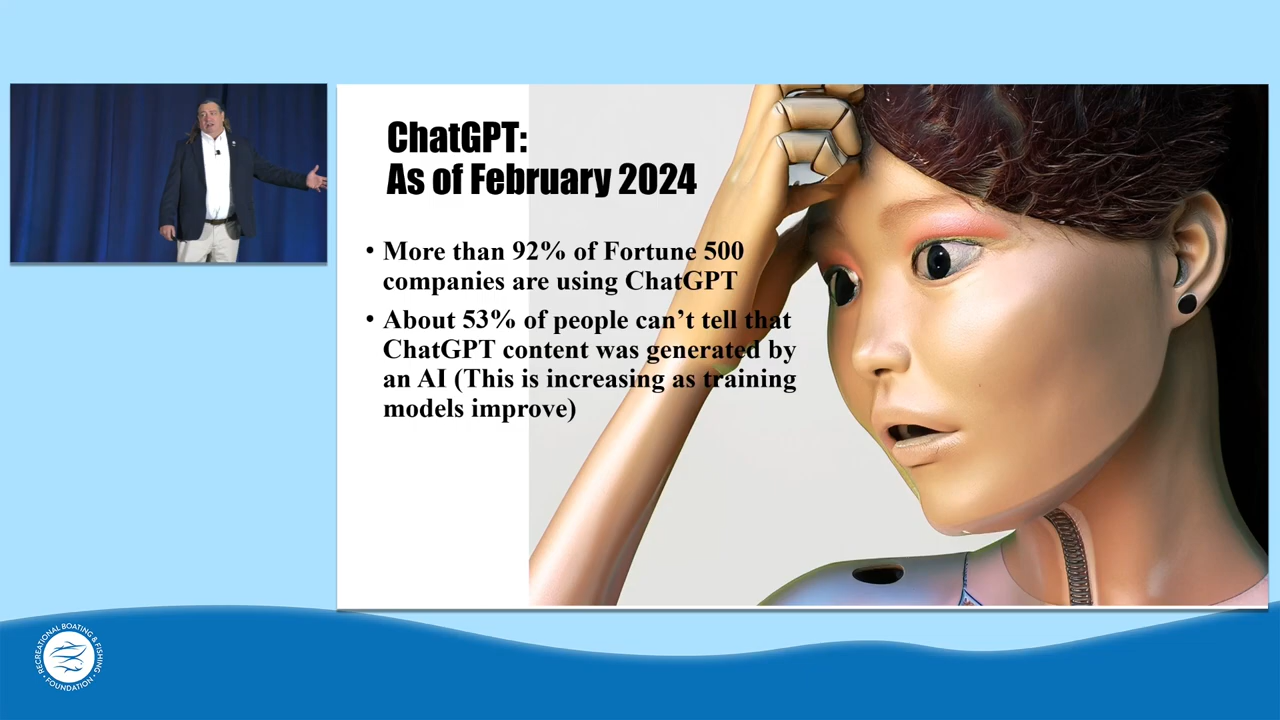 ChatGPT:
As of February 2024
• More than 92% of Fortune 500
companies are using ChatGPT
• About 53% of people can’t tell that
ChatGPT content was generated by
an AI (This is increasing as training
models improve)
RECREATIONAL BOATING & FISHING
• FOUNDATION •